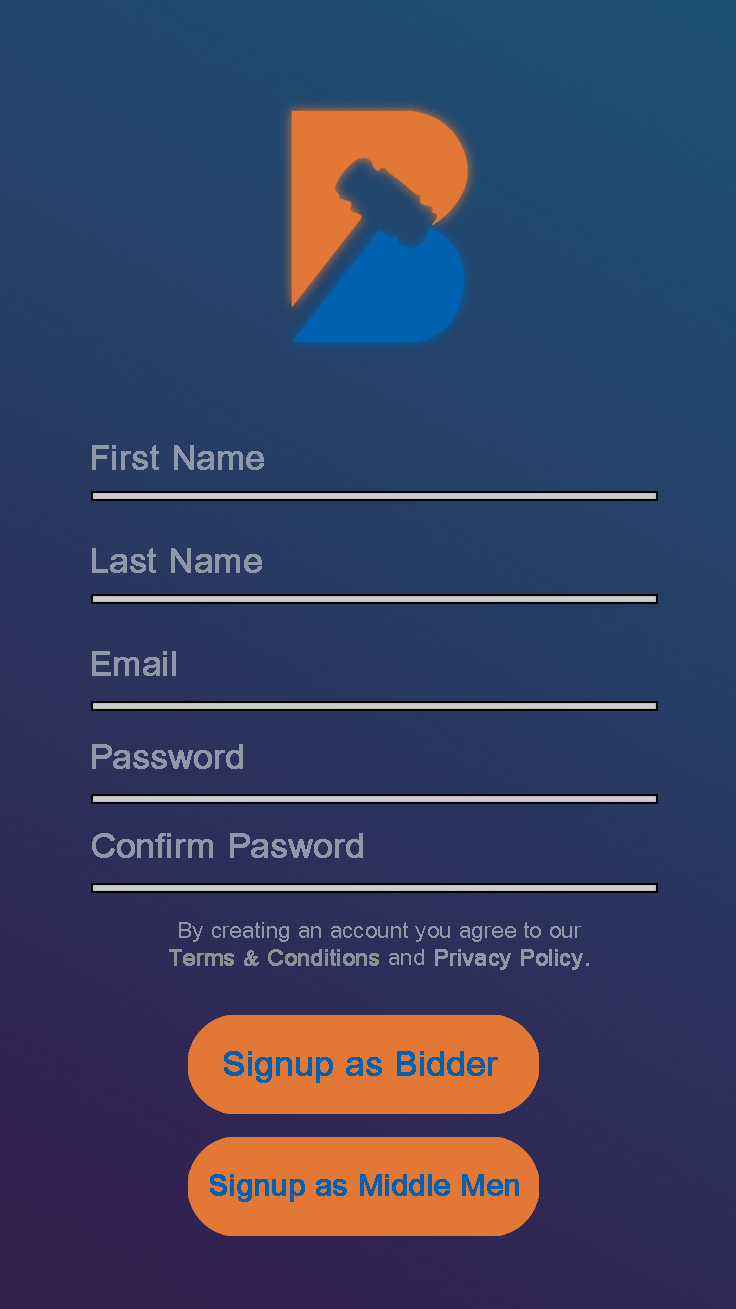 First Name
Last Name
Email
Password
Confirm Pasword
By creating an account you agree to our
Terms & Conditions and Privacy Policy.
Signup as Bidder
Signup as Middle Men